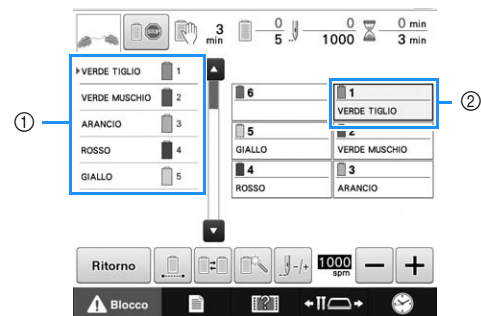 3 min
0 5
0 1000
0 min 3 min
VERDE TIGLIO 1
VERDE MUSCHIO 2
ARANCIO 3
ROSSO 4
GIALLO 5
6
1 VERDE TIGLIO
5 GIALLO
2 VERDE MUSCHIO
4 ROSSO
3 ARANCIO
①
②
Ritorno
-/+
1000 spm
− +
Blocco
?